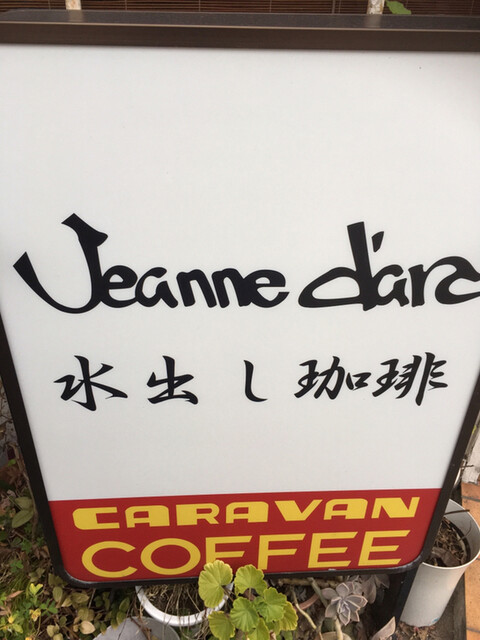 Jeanne d'arc
水出し珈琲
CARAVAN
COFFEE